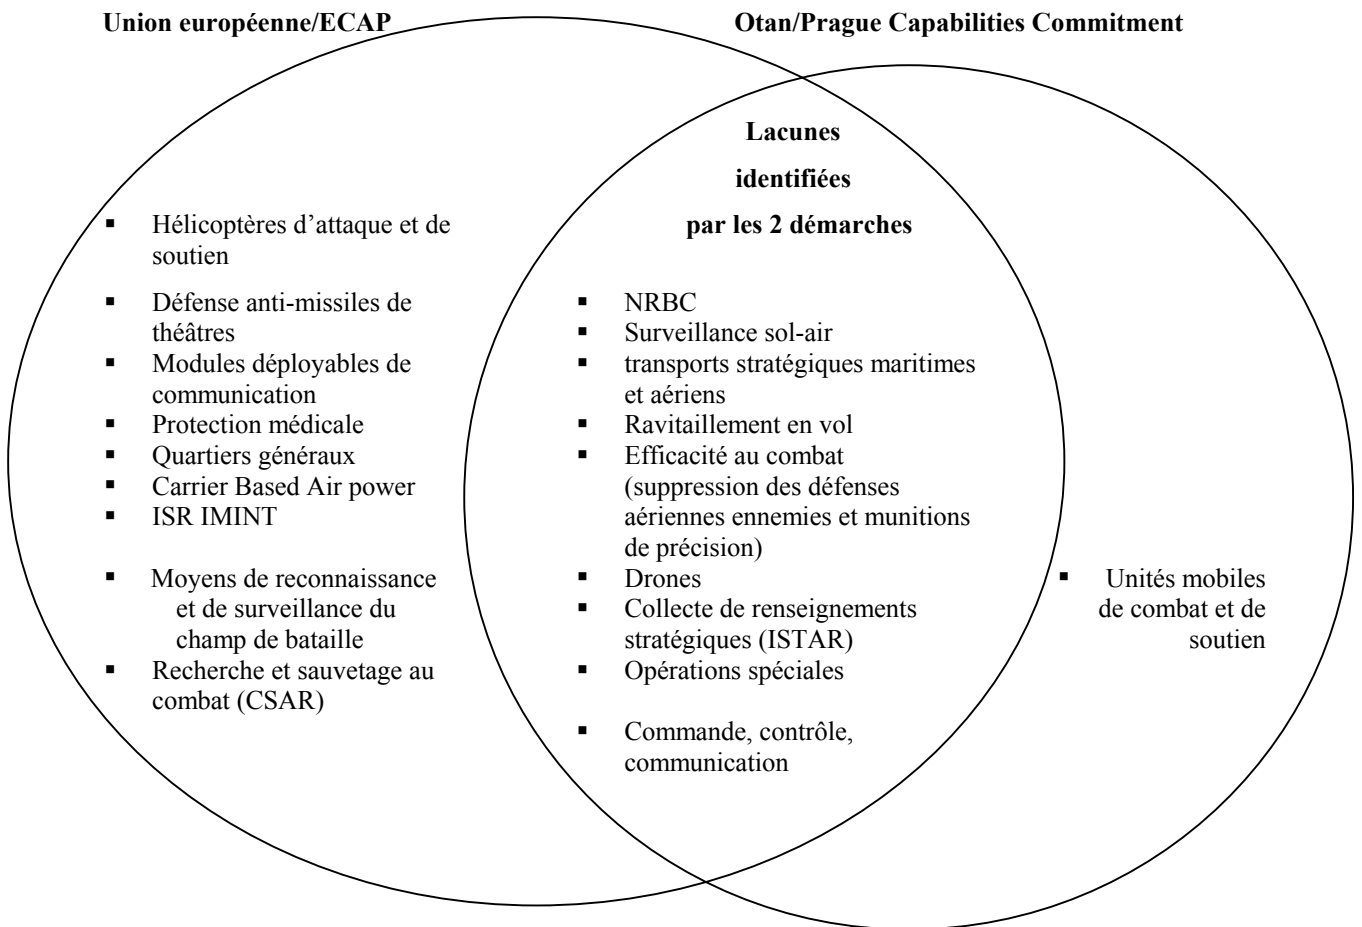 Union européenne/ECAP
Otan/Prague Capabilities Commitment
Lacunes
identifiées
par les 2 démarches
▪ Hélicoptères d’attaque et de
soutien
▪ Défense anti-missiles de
théâtres
▪ Modules déployables de
communication
▪ Protection médicale
▪ Quartiers généraux
▪ Carrier Based Air power
▪ ISR IMINT
▪ Moyens de reconnaissance
et de surveillance du
champ de bataille
▪ Recherche et sauvetage au
combat (CSAR)
▪ NRBC
▪ Surveillance sol-air
▪ transports stratégiques maritimes
et aériens
▪ Ravitaillement en vol
▪ Efficacité au combat
(suppression des défenses
aériennes ennemies et munitions
de précision)
▪ Drones
▪ Collecte de renseignements
stratégiques (ISTAR)
▪ Opérations spéciales
▪ Commande, contrôle,
communication
▪ Unités mobiles
de combat et de
soutien